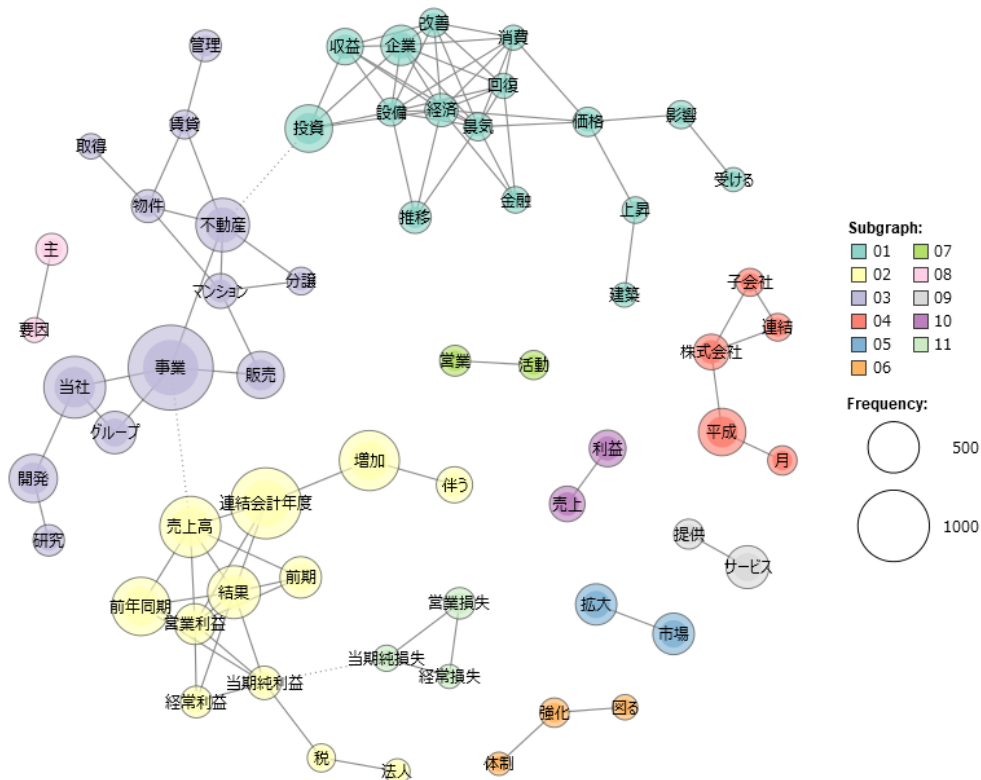 改善
収益
企業
消費
管理
回復
設備
経済
景気
投資
価格
影響
賃貸
取得
受ける
物件
不動産
推移
金融
上昇
主
要因
マンション
分譲
建築
子会社
連結
株式会社
事業
販売
当社
グループ
営業
活動
平成
月
開発
研究
増加
伴う
連結会計年度
売上高
利益
売上
提供
サービス
前期
結果
前年同期
営業利益
営業損失
拡大
市場
当期純損失
経常損失
当期純利益
経常利益
強化
図る
体制
税
法人
Subgraph:
01 07
02 08
03 09
04 10
05 11
06
Frequency:
500
1000